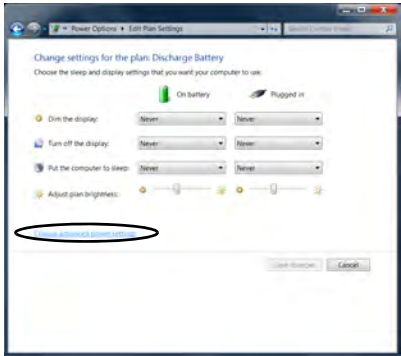 Power Options ▸ Edit Plan Settings
Search Control Panel
Change settings for the plan: Discharge Battery
Choose the sleep and display settings that you want your computer to use.
On battery Plugged in
Dim the display: Never Never
Turn off the display: Never Never
Put the computer to sleep: Never Never
Adjust plan brightness:
Change advanced power settings
Save changes Cancel